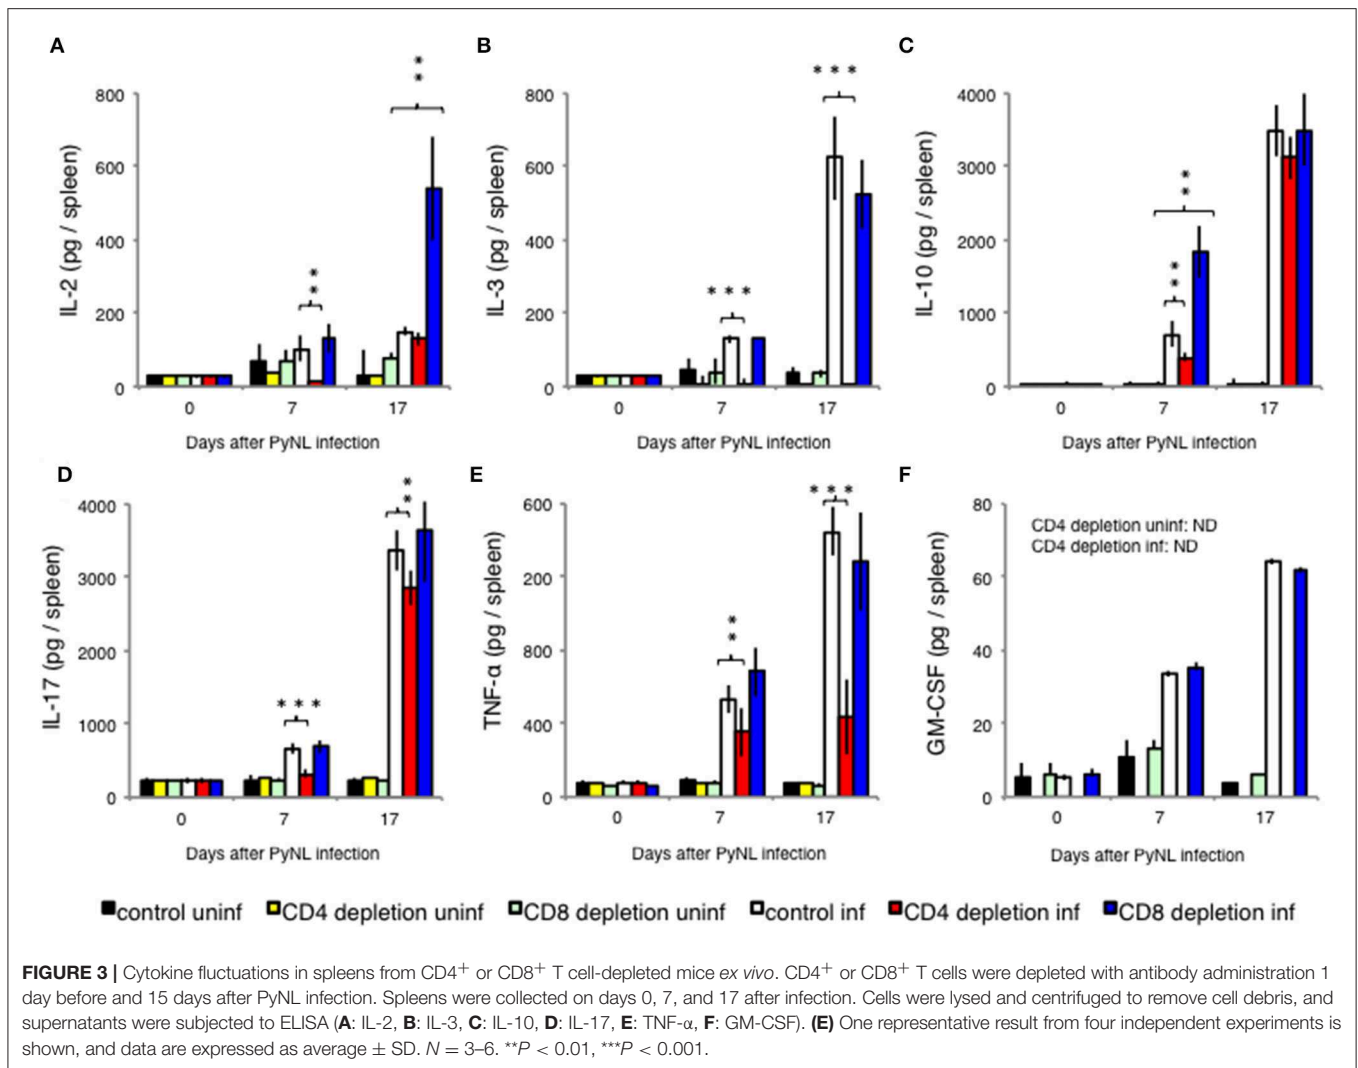 A
**
800
600
400
200
0
IL-2 (pg / spleen)
**
0 7 17
Days after PyNL infection
B
***
800
600
400
200
0
IL-3 (pg / spleen)
***
0 7 17
Days after PyNL infection
C
4000
3000
2000
1000
0
IL-10 (pg / spleen)
**
**
0 7 17
Days after PyNL infection
D
**
4000
3000
2000
1000
0
IL-17 (pg / spleen)
***
0 7 17
Days after PyNL infection
E
***
600
200
800
400
0
TNF-α (pg / spleen)
**
0 7 17
Days after PyNL infection
F
80
60
40
20
0
GM-CSF (pg / spleen)
CD4 depletion uninf: ND
CD4 depletion inf: ND
0 7 17
Days after PyNL infection
control uninf CD4 depletion uninf CD8 depletion uninf control inf CD4 depletion inf CD8 depletion inf
FIGURE 3 | Cytokine fluctuations in spleens from CD4+ or CD8+ T cell-depleted mice ex vivo. CD4+ or CD8+ T cells were depleted with antibody administration 1
day before and 15 days after PyNL infection. Spleens were collected on days 0, 7, and 17 after infection. Cells were lysed and centrifuged to remove cell debris, and
supernatants were subjected to ELISA (A: IL-2, B: IL-3, C: IL-10, D: IL-17, E: TNF-α, F: GM-CSF). (E) One representative result from four independent experiments is
shown, and data are expressed as average ± SD. N = 3–6. **P < 0.01, ***P < 0.001.